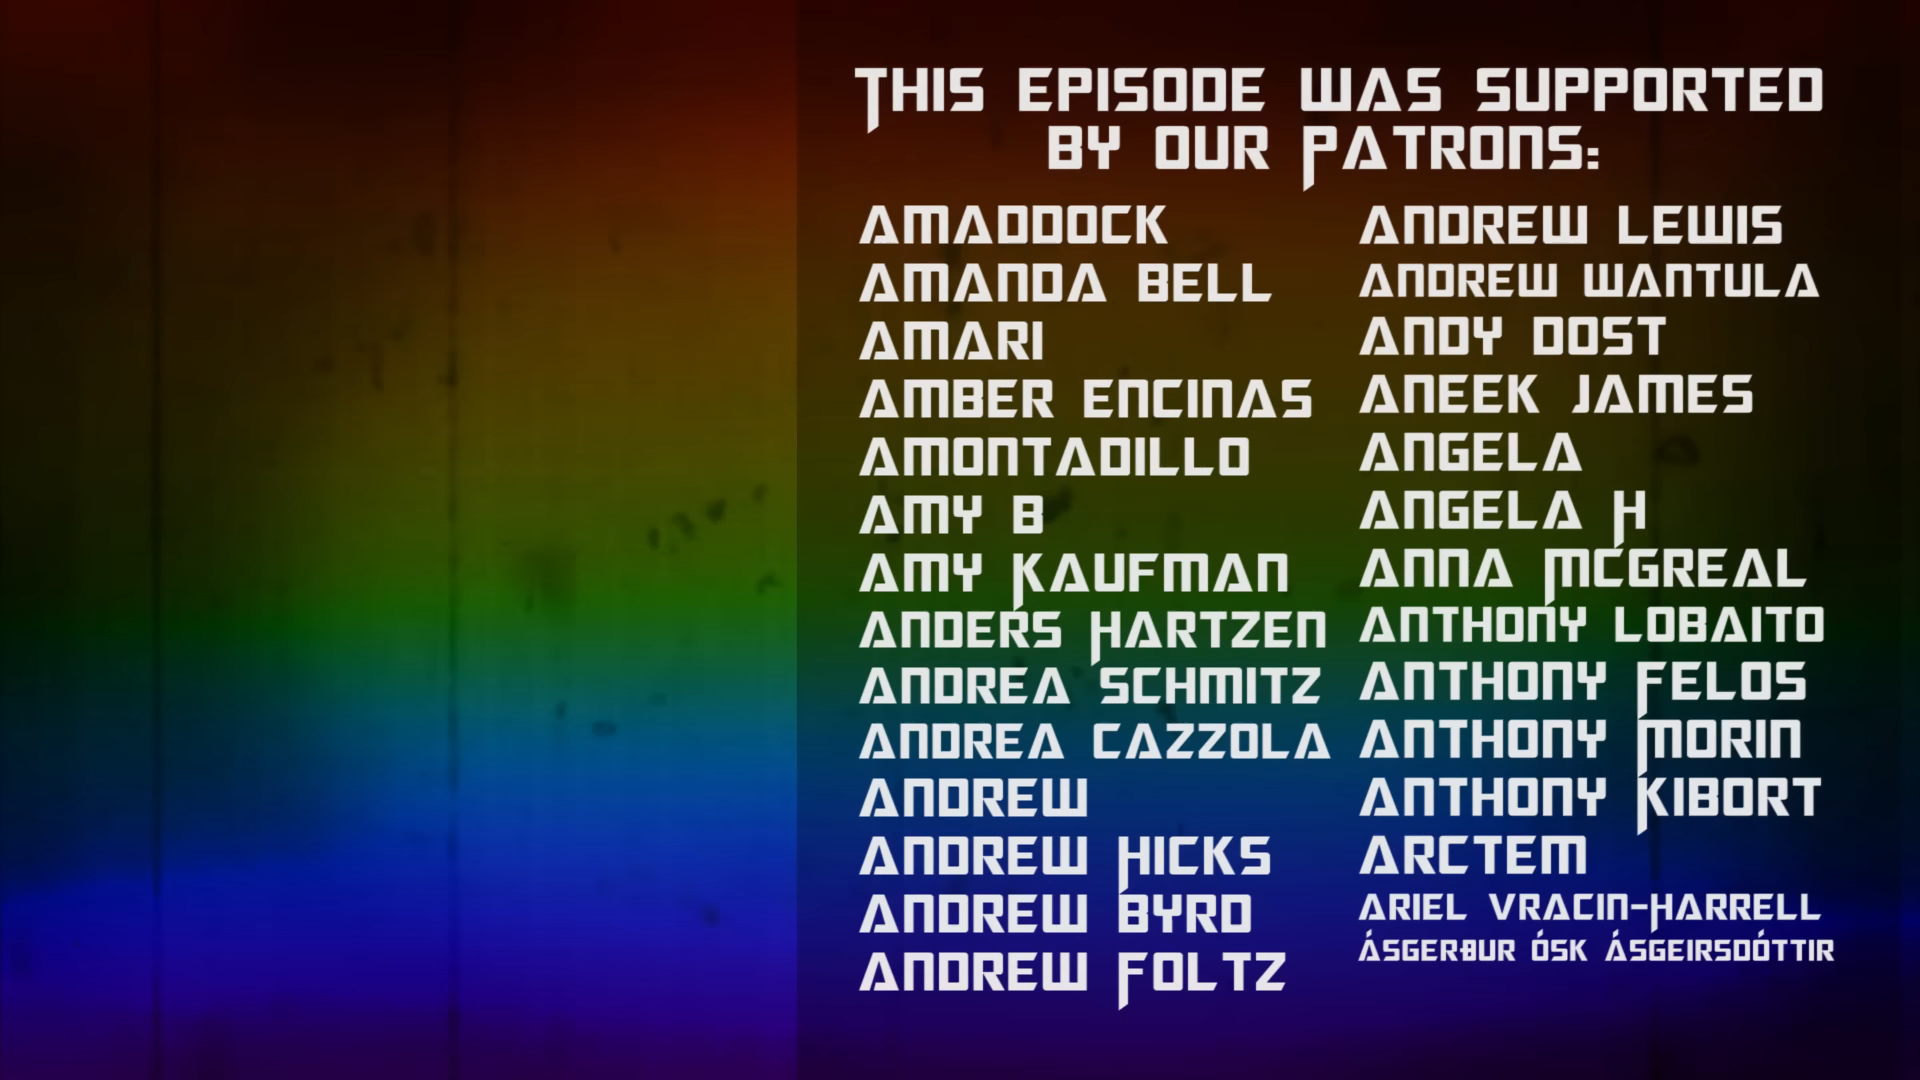 This episode was supported
by our Patrons:
Amaddock
Amanda Bell
Amari
Amber Encinas
Amontadillo
Amy B
Amy Kaufman
Anders Hartzen
Andrea Schmitz
Andrea Cazzola
Andrew
Andrew Hicks
Andrew Byrd
Andrew Foltz
Andrew Lewis
Andrew Wantula
Andy Dost
Aneek James
Angela
Angela H
Anna McGreal
Anthony Lobaito
Anthony Felos
Anthony Morin
Anthony Kibort
Arctem
Ariel Vracin-Harrell
Ásgerður Ósk Ásgeirsdóttir